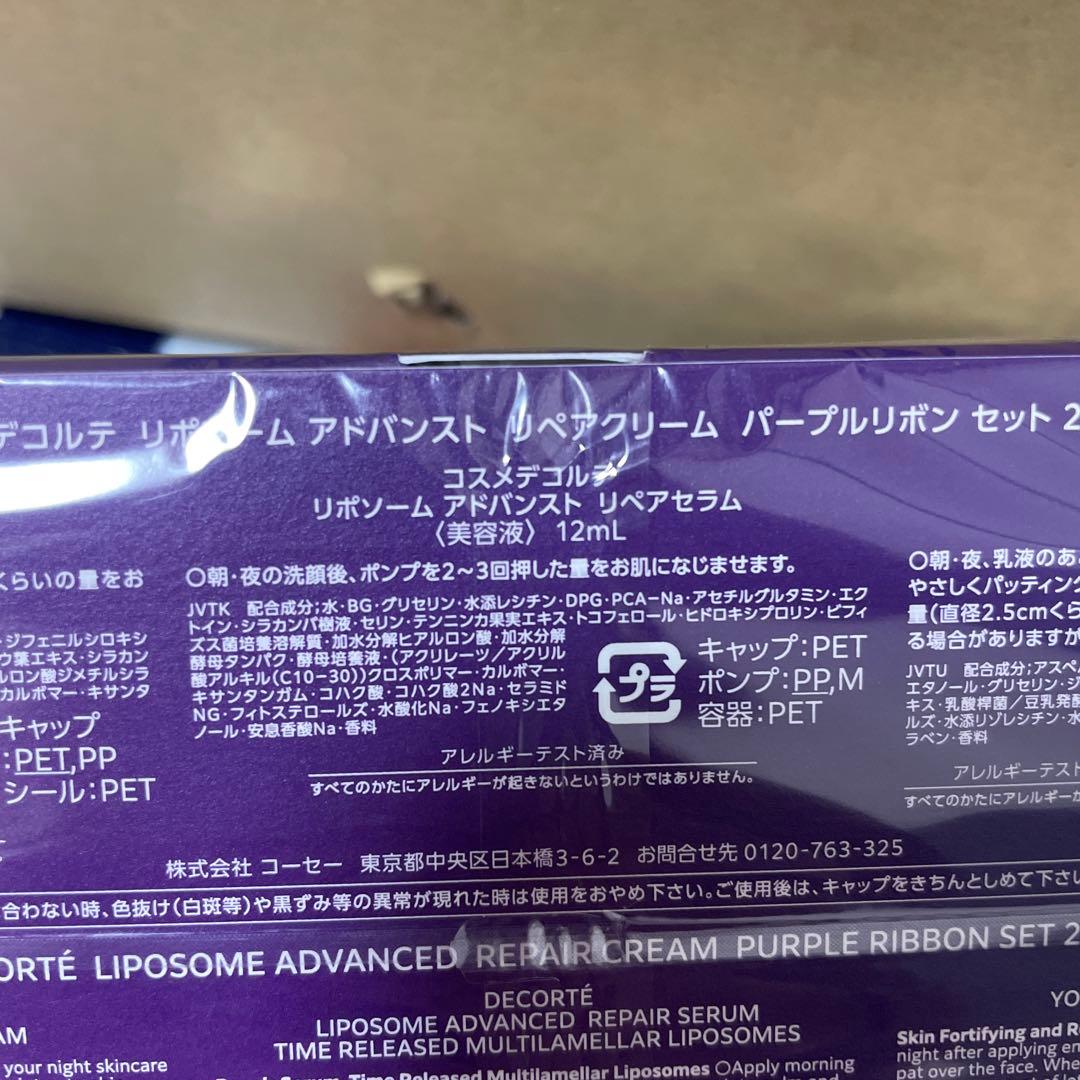 デコルテ リポソーム アドバンスト リペアクリーム パープルリボン セット 2
コスメデコルテ
リポソーム アドバンスト リペアセラム
〈美容液〉 12mL
くらいの量をお
・ジフェニルシロキシ
ウ葉エキス・シラカン
ルロン酸ジメチルシラ
カルボマー・キサンタ
キャップ
:PET,PP
シール:PET
○朝・夜の洗顔後、ポンプを2~3回押した量をお肌になじませます。
JVTK 配合成分;水・BG・グリセリン・水添レシチン・DPG・PCA-Na・アセチルグルタミン・エク
トイン・シラカンバ樹液・セリン・テンニンカ果実エキス・トコフェロール・ヒドロキシプロリン・ビフィ
ズス菌培養溶解質・加水分解ヒアルロン酸・加水分解
酵母タンパク・酵母培養液・(アクリレーツ/アクリル
酸アルキル(C10-30))クロスポリマー・カルボマー・
キサンタンガム・コハク酸・コハク酸2Na・セラミド
NG・フィトステロールズ・水酸化Na・フェノキシエタ
ノール・安息香酸Na・香料
プラ
キャップ:PET
ポンプ:PP,M
容器:PET
アレルギーテスト済み
すべてのかたにアレルギーが起きないというわけではありません。
○朝・夜、乳液のあ
やさしくパッティング
量(直径2.5cmくら
る場合がありますが
JVTU 配合成分;アスペ
エタノール・グリセリン・ジ
キス・乳酸桿菌/豆乳発酵
ルズ・水添リゾレシチン・水
ラベン・香料
アレルギーテスト
すべてのかたにアレルギーが
株式会社 コーセー 東京都中央区日本橋3-6-2 お問合せ先 0120-763-325
合わない時、色抜け(白斑等)や黒ずみ等の異常が現れた時は使用をおやめ下さい。ご使用後は、キャップをきちんとしめて下さい
ORTÉ LIPOSOME ADVANCED REPAIR CREAM PURPLE RIBBON SET 2
DECORTÉ
LIPOSOME ADVANCED REPAIR SERUM
TIME RELEASED MULTILAMELLAR LIPOSOMES
AM
your night skincare
Serum Time Released Multilamellar Liposomes ○Apply morning
YO
Skin Fortifying and Re
night after applying em
pat over the face. Whe